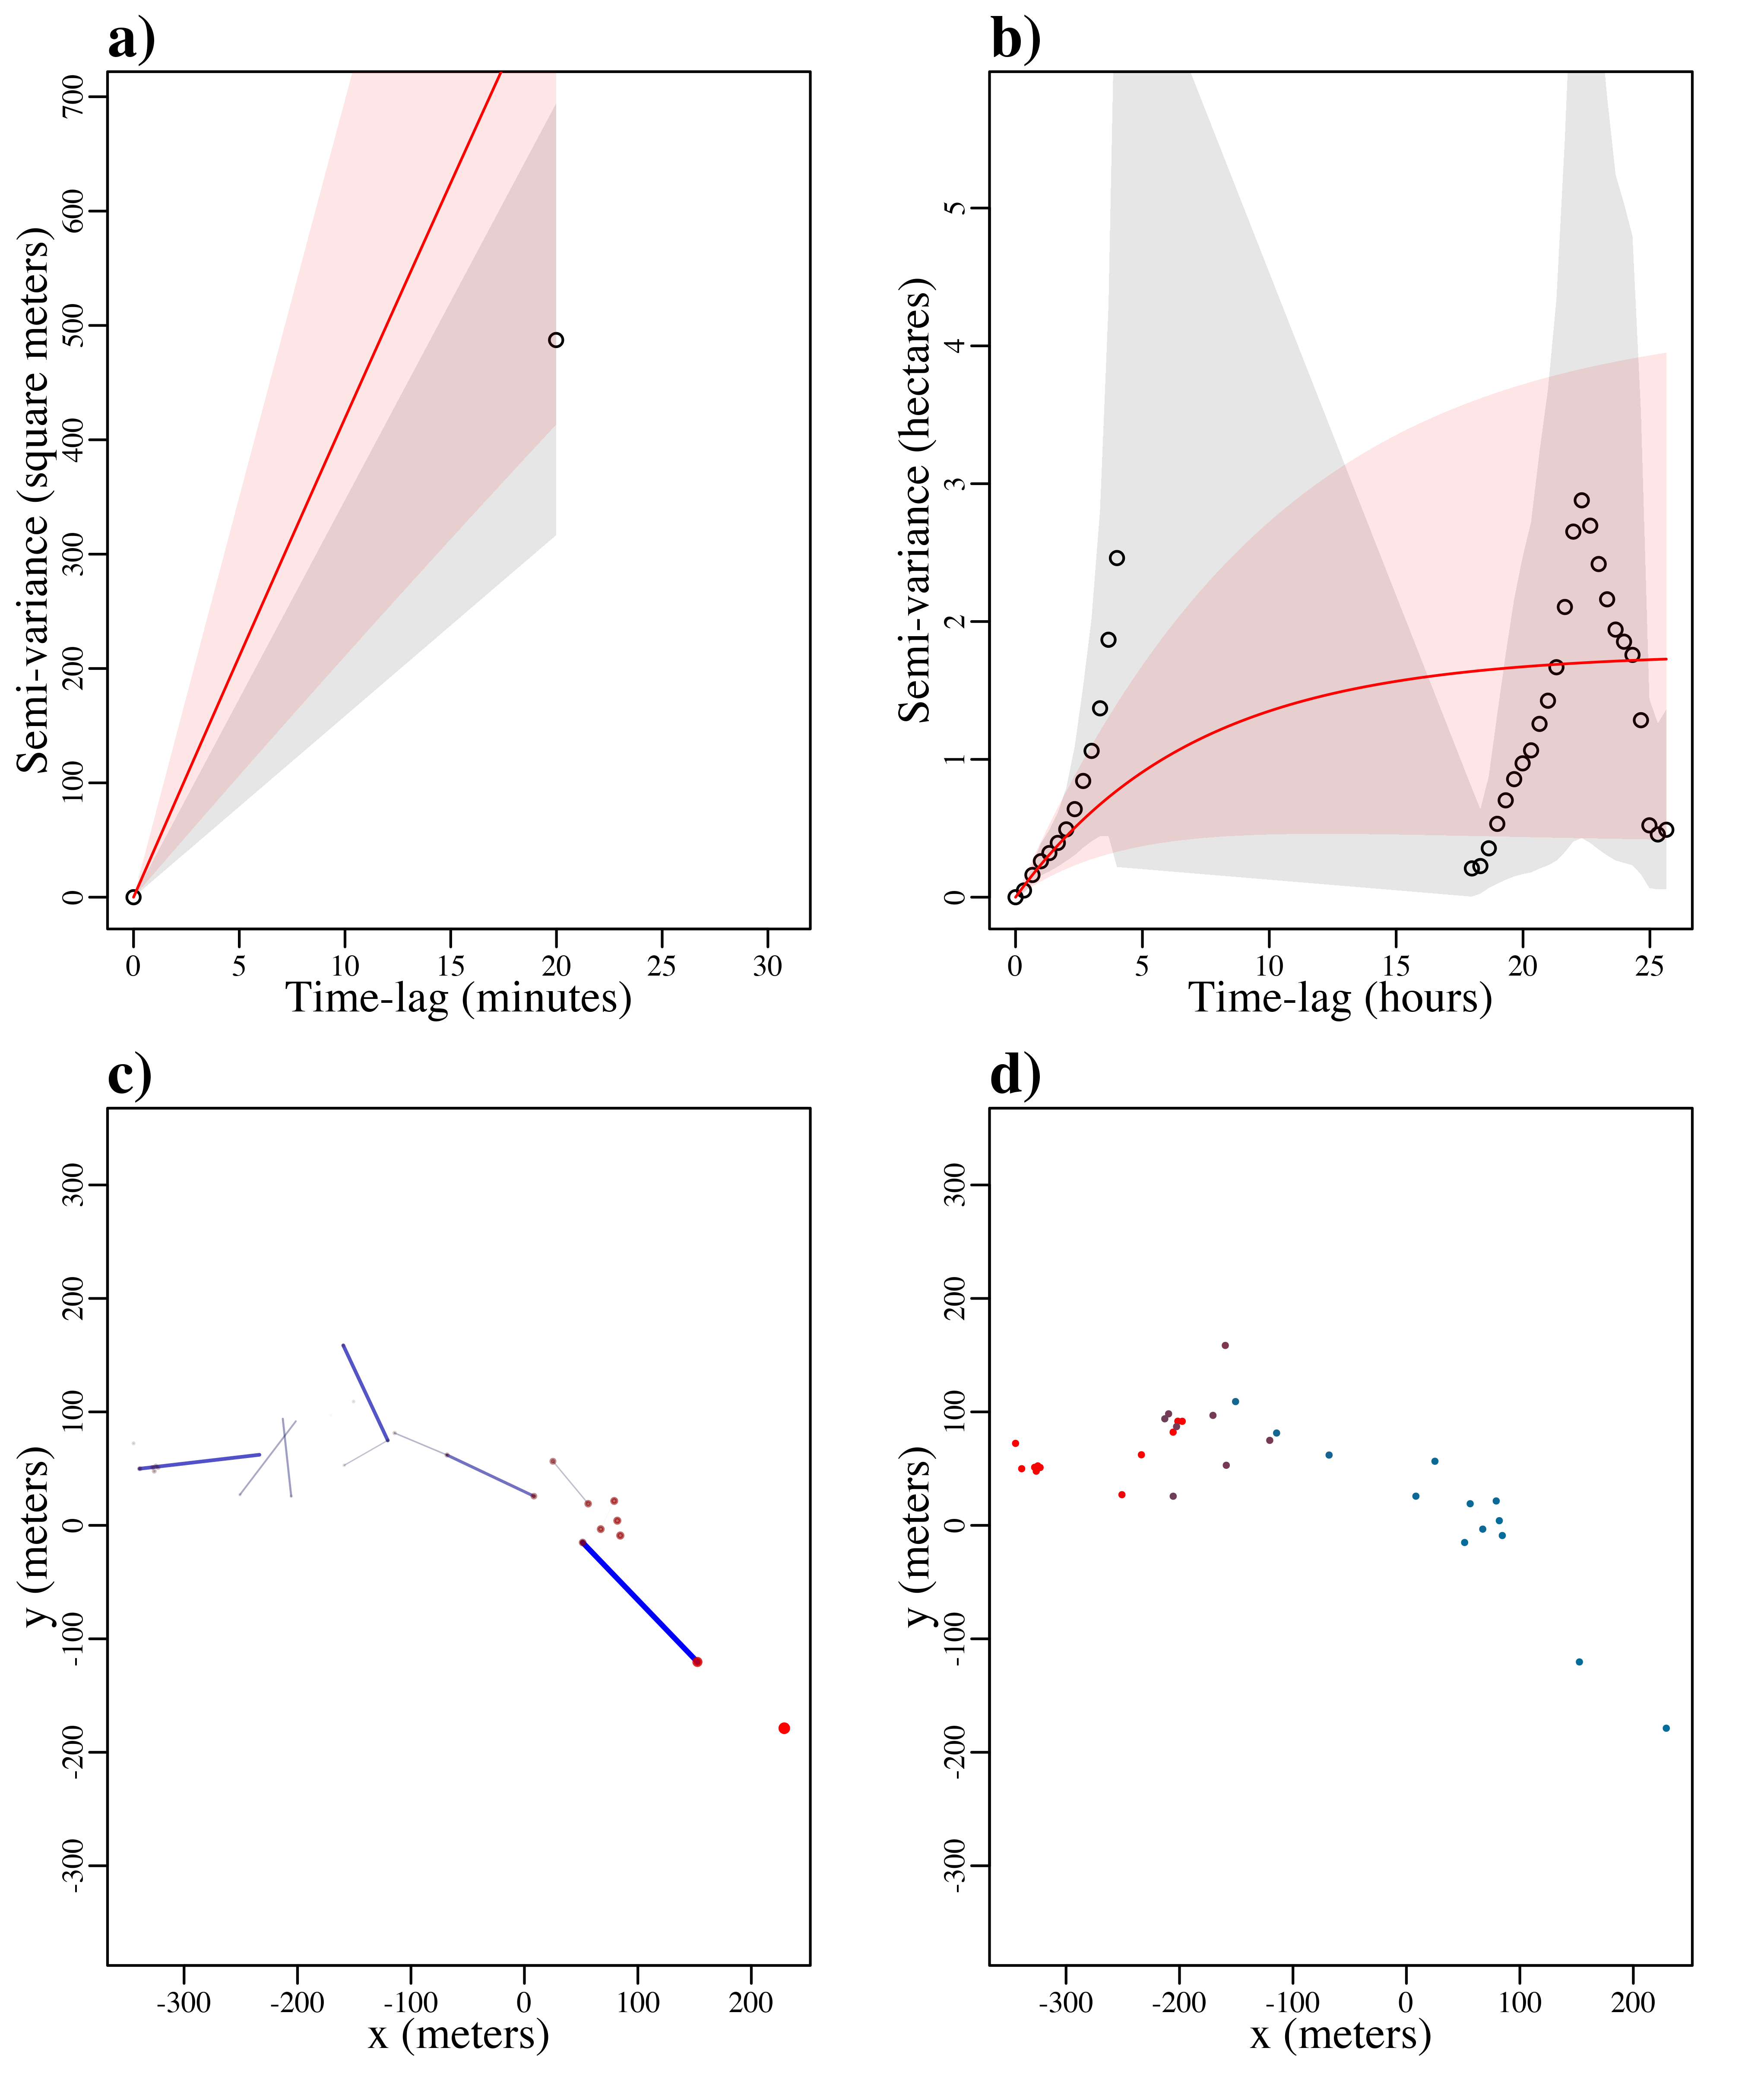 a)
Semi-variance (square meters)
700
600
500
400
300
200
100
0
0 5 10 15 20 25 30
Time-lag (minutes)
b)
Semi-variance (hectares)
5
4
3
2
1
0
0 5 10 15 20 25
Time-lag (hours)
c)
y (meters)
300
200
100
0
-100
-200
-300
-300 -200 -100 0 100 200
x (meters)
d)
y (meters)
300
200
100
0
-100
-200
-300
-300 -200 -100 0 100 200
x (meters)